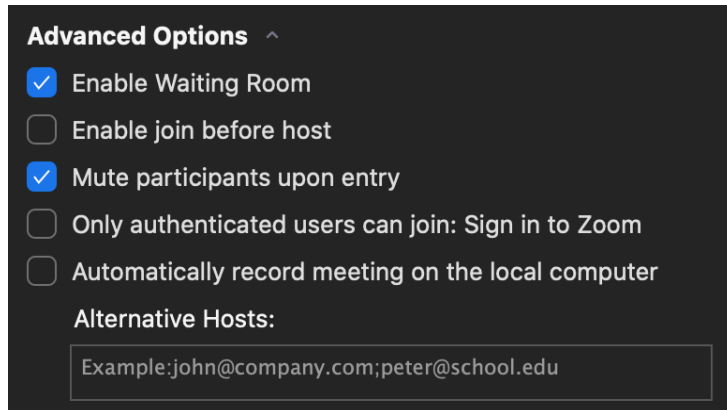 Advanced Options
Enable Waiting Room
Enable join before host
Mute participants upon entry
Only authenticated users can join: Sign in to Zoom
Automatically record meeting on the local computer
Alternative Hosts:
Example:john@company.com;peter@school.edu